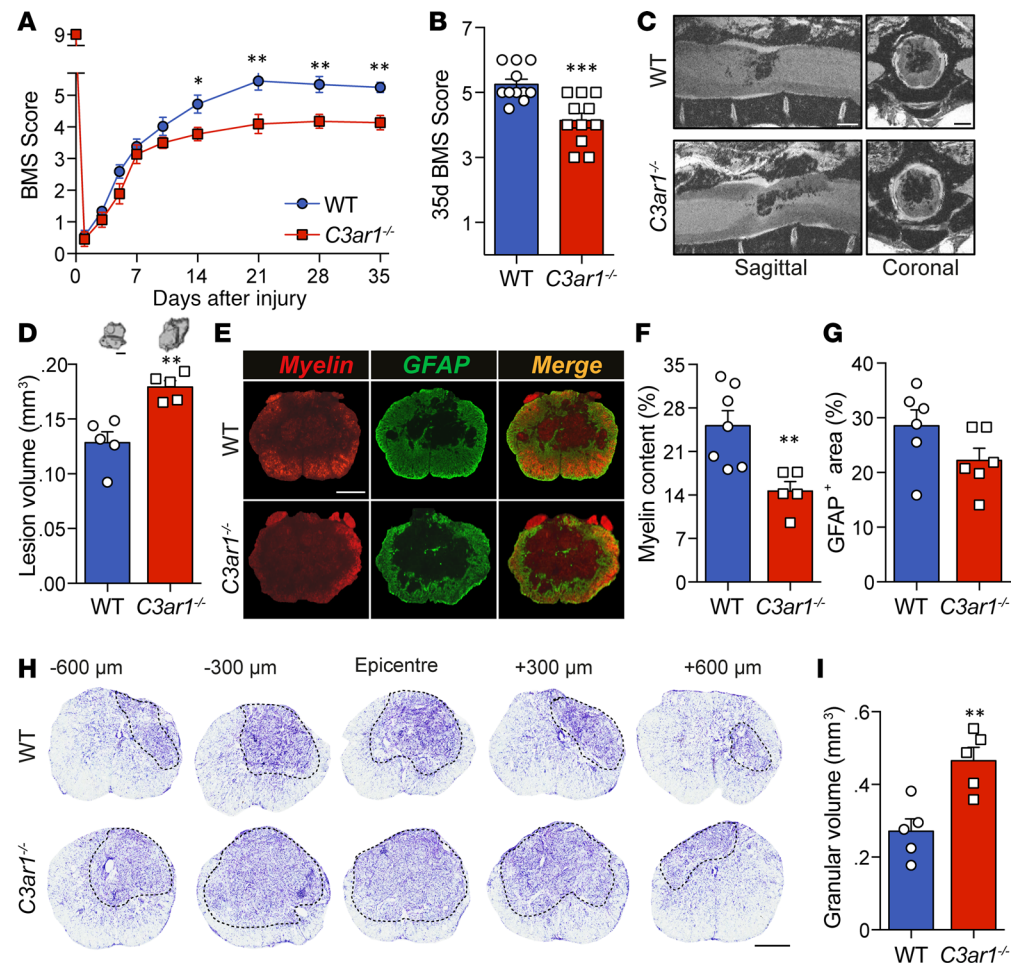 A
BMS Score
9
5
4
3
2
1
0
* ** ** **
WT
C3ar1-/-
0 7 14 21 28 35
Days after injury
B
35d BMS Score
7
5
3
1
***
WT C3ar1-/-
C
WT
C3ar1-/-
Sagittal Coronal
D
Lesion volume (mm3)
.20
.15
.10
.05
.00
**
WT C3ar1-/-
E
Myelin GFAP Merge
WT
C3ar1-/-
F
Myelin content (%)
35
28
21
14
7
0
**
WT C3ar1-/-
G
GFAP+ area (%)
40
30
20
10
0
WT C3ar1-/-
H
-600 µm -300 µm Epicentre +300 µm +600 µm
WT
C3ar1-/-
I
Granular volume (mm3)
.6
.4
.2
0
**
WT C3ar1-/-